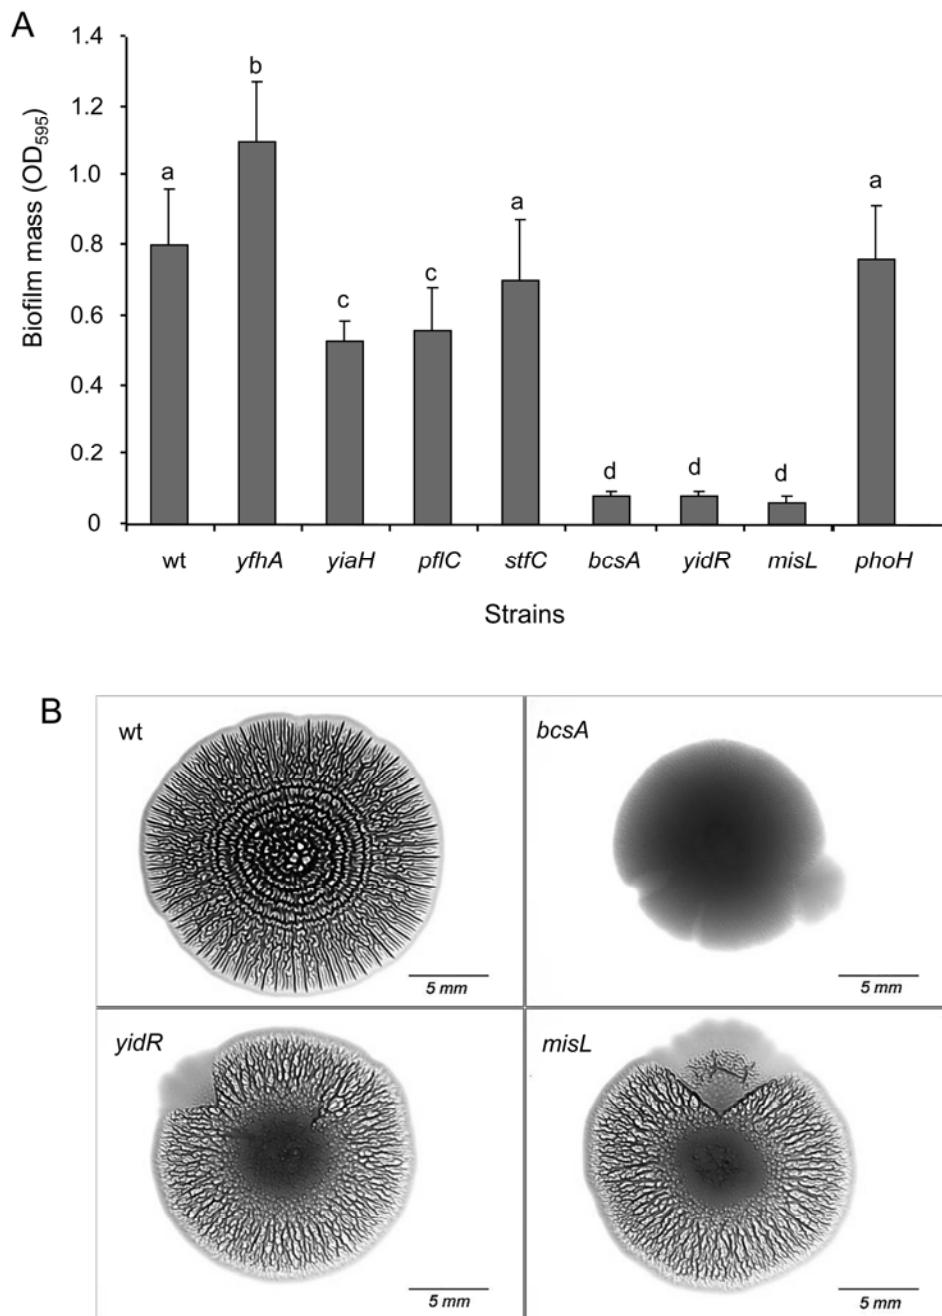 A
Biofilm mass (OD595)
1.4
1.2
1.0
0.8
0.6
0.4
0.2
0
a
b
c
c
a
d
d
d
a
wt
yfhA
yiaH
pflC
stfC
bcsA
yidR
misL
phoH
Strains
B
wt
5 mm
bcsA
5 mm
yidR
5 mm
misL
5 mm